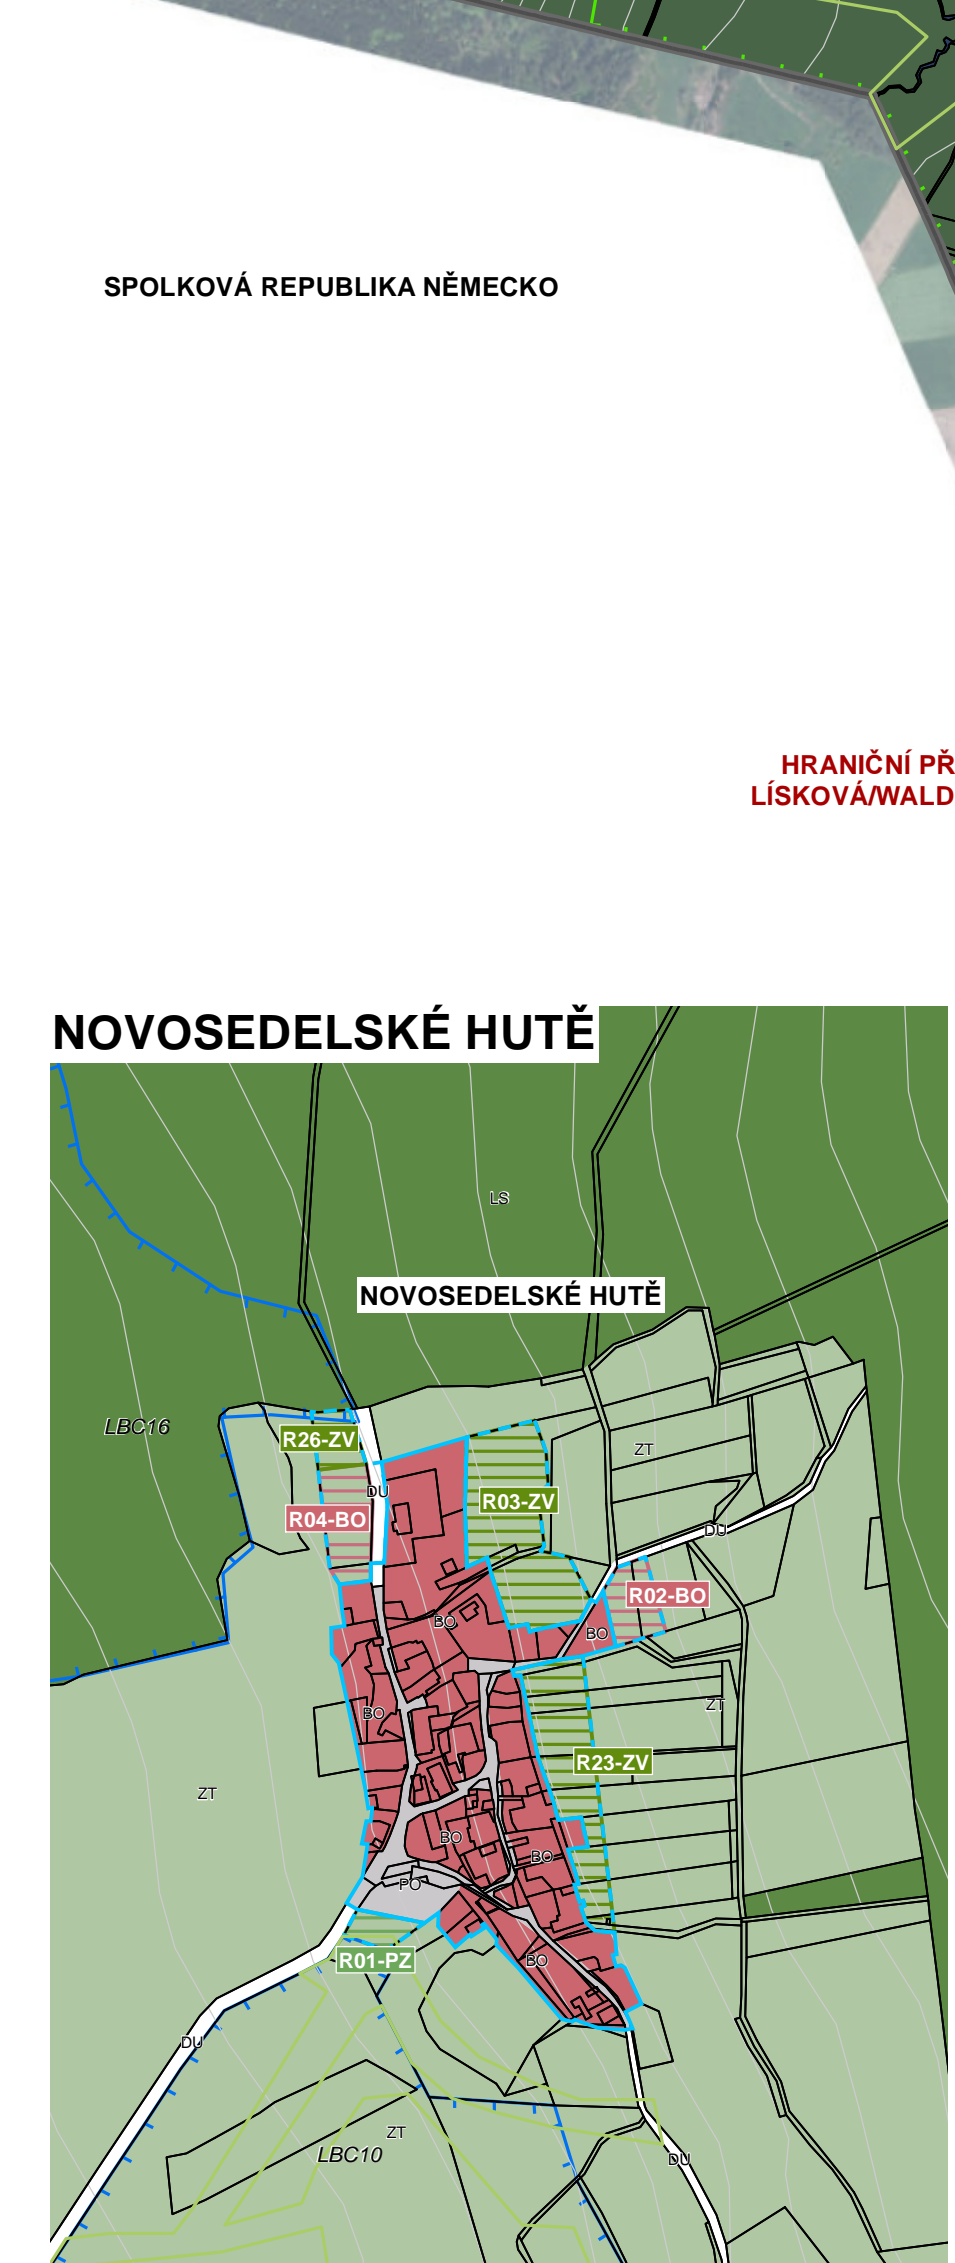 SPOLKOVÁ REPUBLIKA NĚMECKO
HRANIČNÍ PŘ
LÍSKOVÁ/WALD
NOVOSEDELSKÉ HUTĚ
LS
NOVOSEDELSKÉ HUTĚ
LBC16
R26-ZV
ZT
DU
R03-ZV
R04-BO
DU
R02-BO
BO
BO
ZT
BO
R23-ZV
ZT
BO
BO
PO
R01-PZ
BO
DU
ZT
LBC10
DU